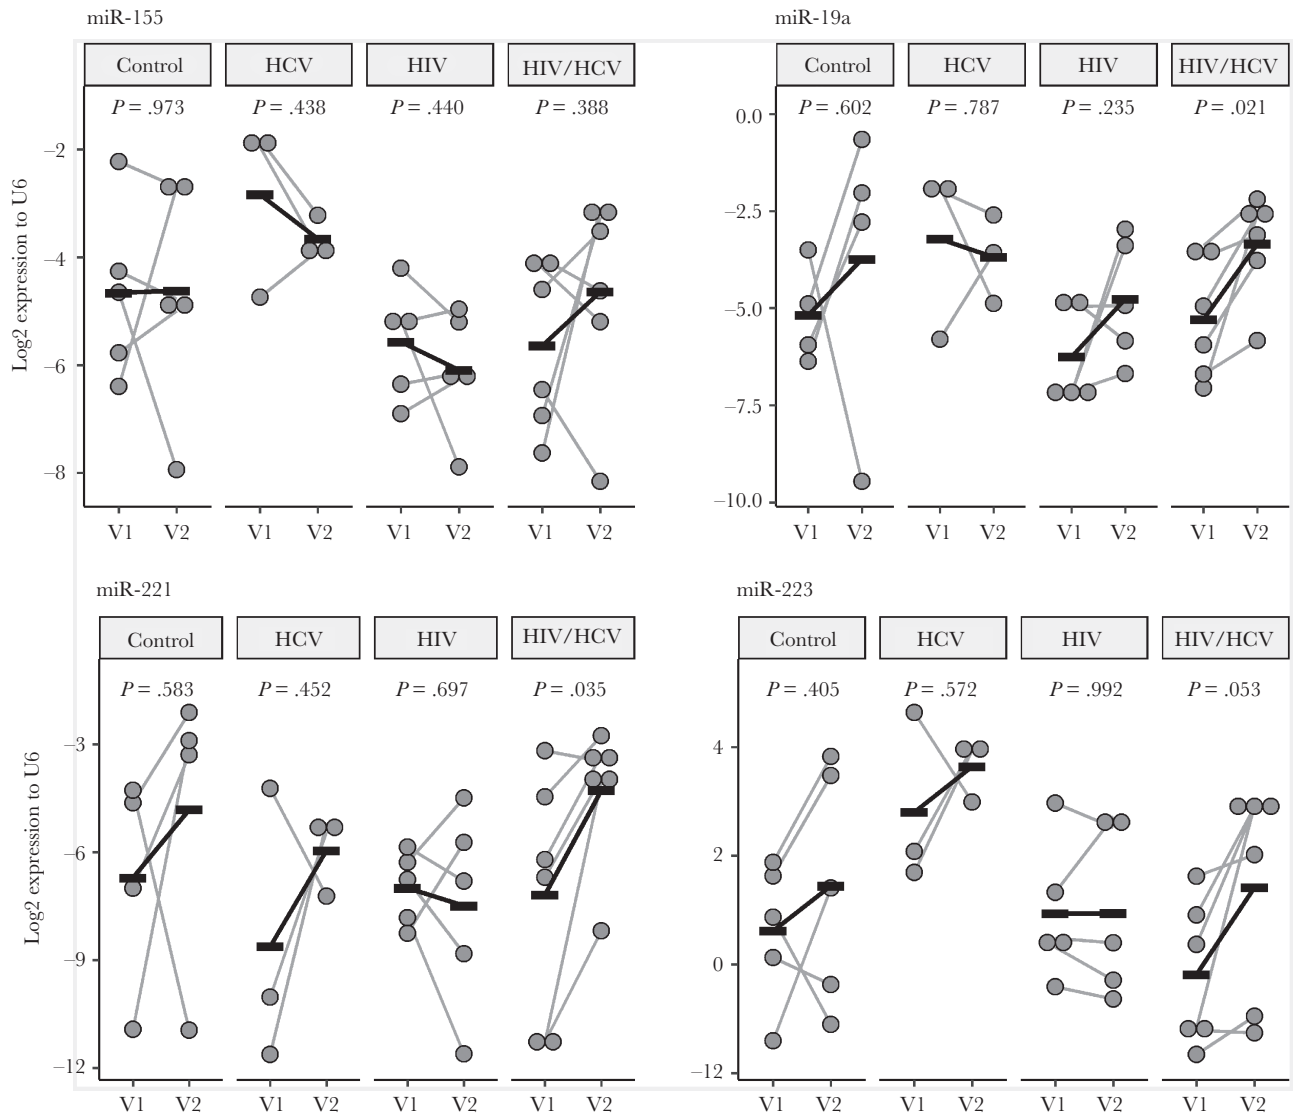 miR-155
Control HCV HIV HIV/HCV
P = .973 P = .438 P = .440 P = .388
Log2 expression to U6
−2
−4
−6
−8
V1 V2 V1 V2 V1 V2 V1 V2
miR-19a
Control HCV HIV HIV/HCV
P = .602 P = .787 P = .235 P = .021
0.0
−2.5
−5.0
−7.5
−10.0
V1 V2 V1 V2 V1 V2 V1 V2
miR-221
Control HCV HIV HIV/HCV
P = .583 P = .452 P = .697 P = .035
Log2 expression to U6
−3
−6
−9
−12
V1 V2 V1 V2 V1 V2 V1 V2
miR-223
Control HCV HIV HIV/HCV
P = .405 P = .572 P = .992 P = .053
4
2
0
−12
V1 V2 V1 V2 V1 V2 V1 V2